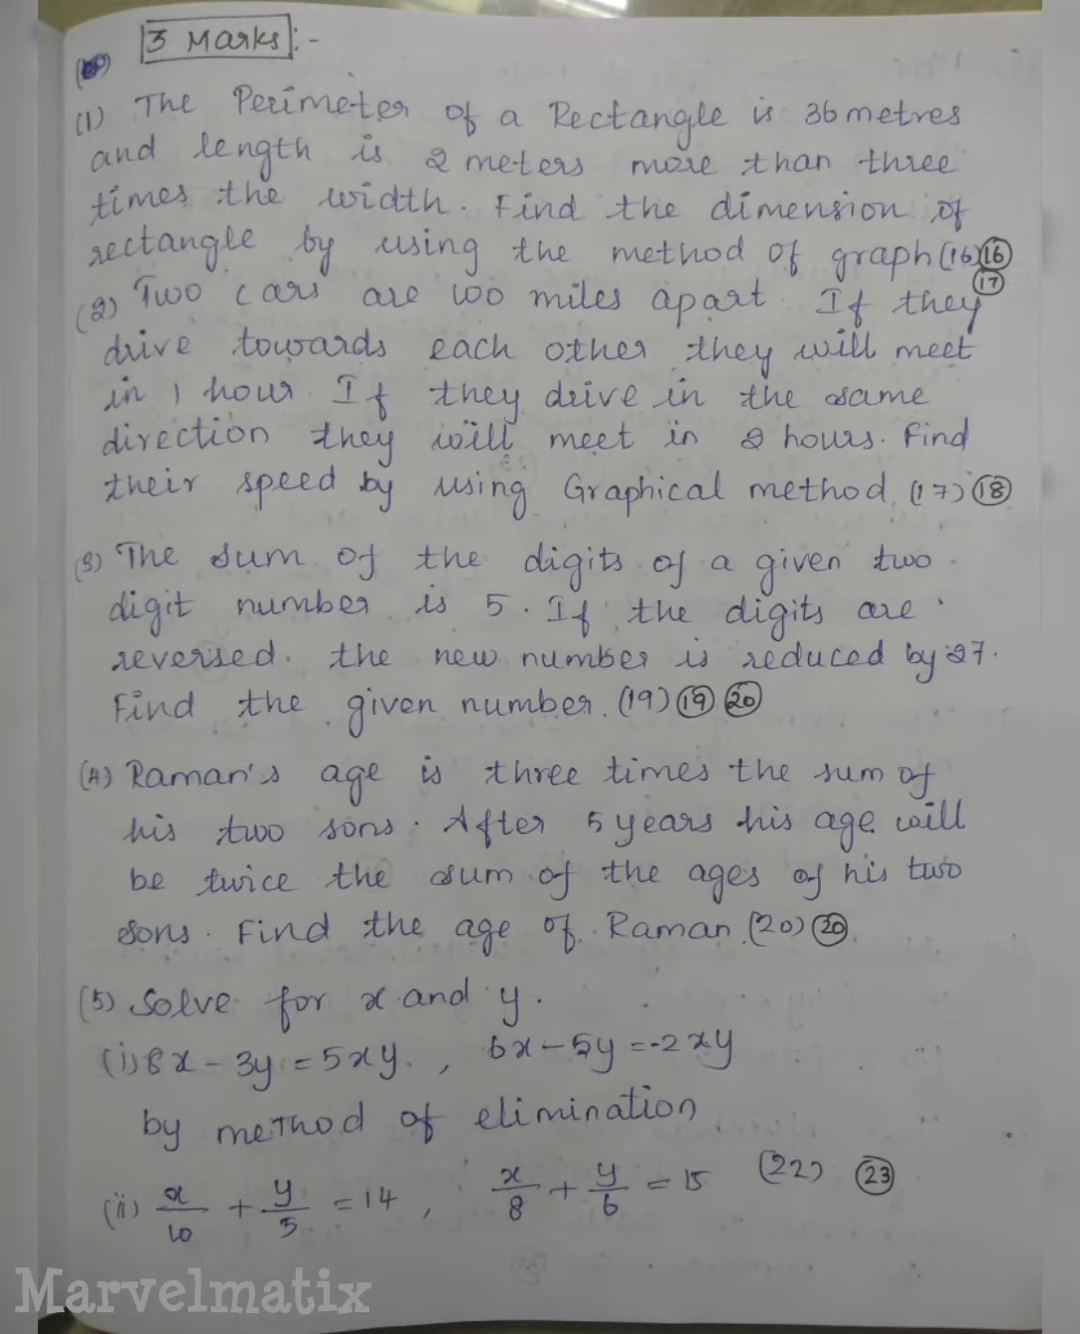 3 Marks :-
(1) The Perimeter of a Rectangle is 36 metres
and length is 2 meters more than three
times the width. Find the dimension of
rectangle by using the method of graph (16) 16
17
(2) Two cars are 100 miles apart If they
drive towards each other they will meet
in 1 hour. If they drive in the same
direction they will meet in 2 hours. Find
their speed by using Graphical method. (17) 18
(3) The sum of the digits of a given two
digit number is 5. If the digits are
reversed. the new number is reduced by 27.
Find the given number. (19) 19 20
(4) Raman's age is three times the sum of
his two sons. After 5 years his age will
be twice the sum of the ages of his two
sons. Find the age of Raman. (20) 20
(5) Solve for x and y.
(i) 8x - 3y = 5xy. , 6x - 5y = -2xy
by method of elimination
(ii) x/10 + y/5 = 14 , x/8 + y/6 = 15 (22) 23
Marvelmatix